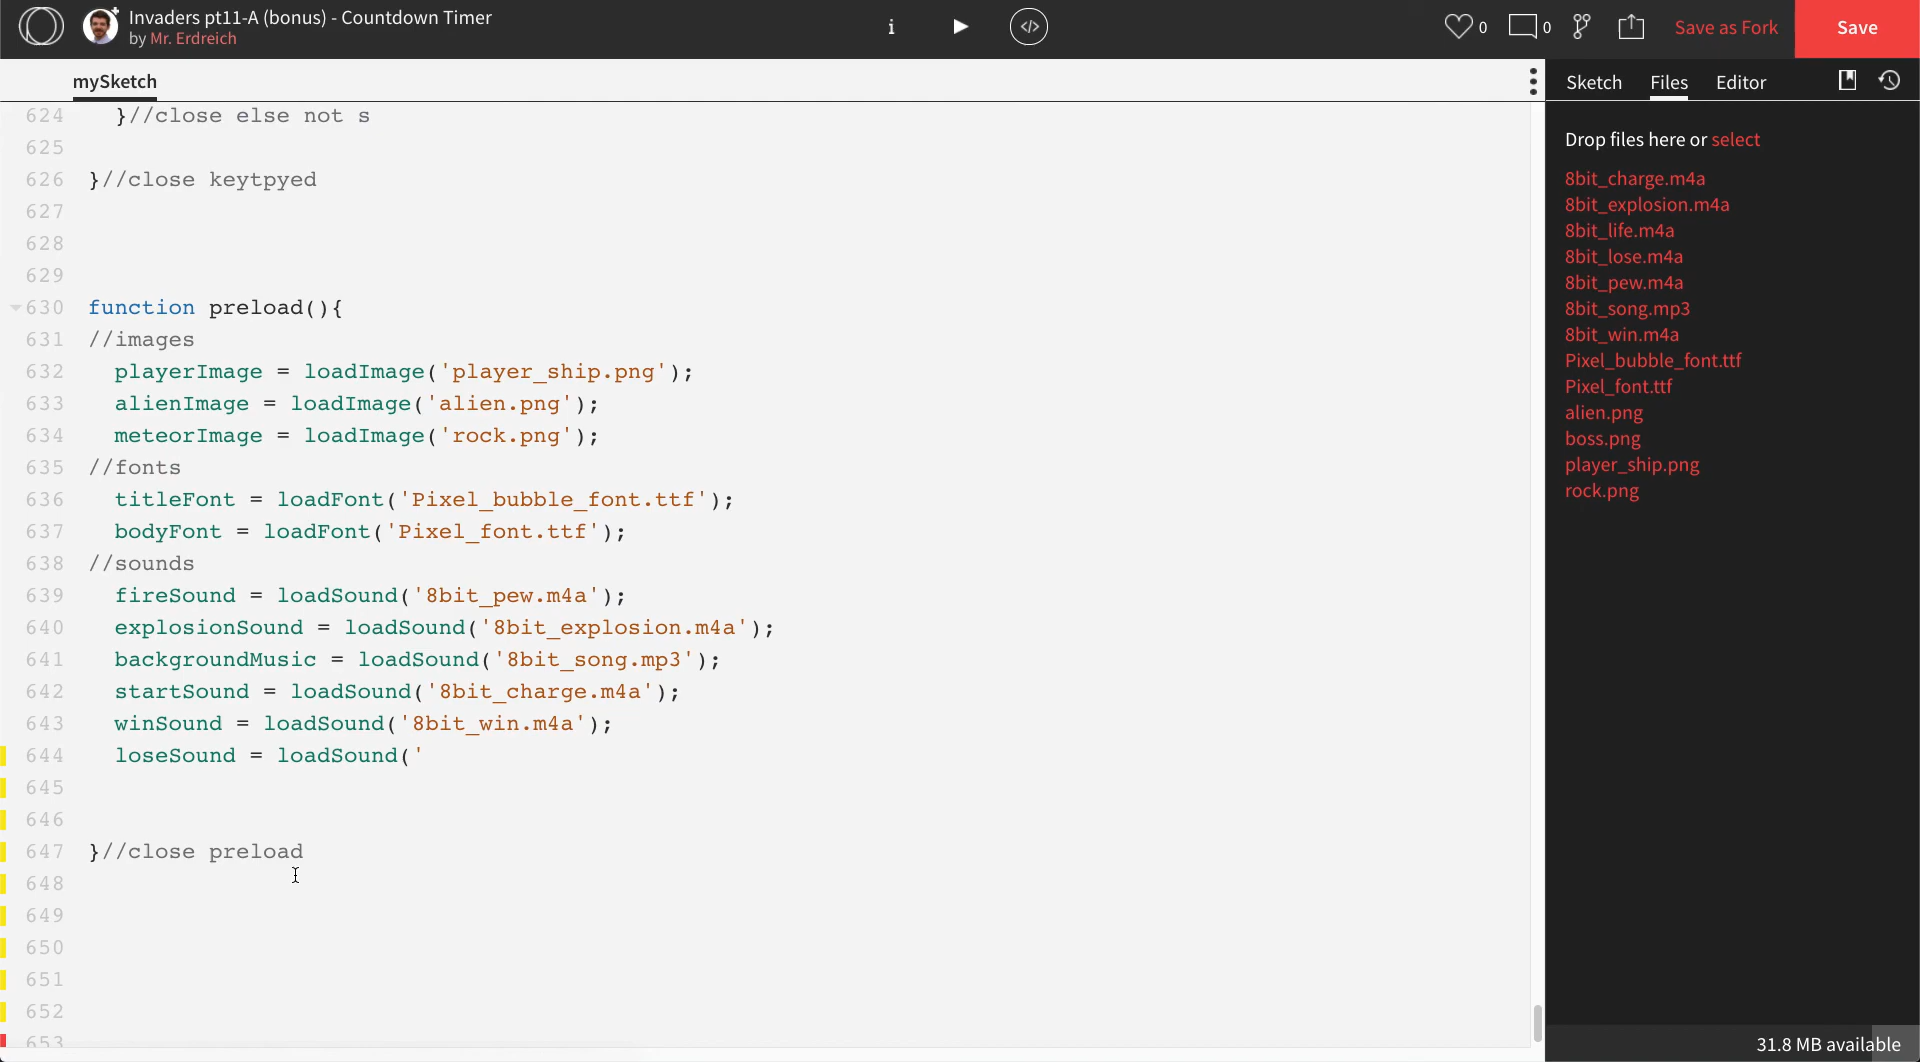 Invaders pt11-A (bonus) - Countdown Timer
by Mr. Erdreich
i
</>
0
0
Save as Fork
Save
mySketch
Sketch
Files
Editor
624 }//close else not s
625
626 }//close keytpyed
627
628
629
630 function preload(){
631 //images
632 playerImage = loadImage('player_ship.png');
633 alienImage = loadImage('alien.png');
634 meteorImage = loadImage('rock.png');
635 //fonts
636 titleFont = loadFont('Pixel_bubble_font.ttf');
637 bodyFont = loadFont('Pixel_font.ttf');
638 //sounds
639 fireSound = loadSound('8bit_pew.m4a');
640 explosionSound = loadSound('8bit_explosion.m4a');
641 backgroundMusic = loadSound('8bit_song.mp3');
642 startSound = loadSound('8bit_charge.m4a');
643 winSound = loadSound('8bit_win.m4a');
644 loseSound = loadSound('
645
646
647 }//close preload
648
649
650
651
652
653
Drop files here or select
8bit_charge.m4a
8bit_explosion.m4a
8bit_life.m4a
8bit_lose.m4a
8bit_pew.m4a
8bit_song.mp3
8bit_win.m4a
Pixel_bubble_font.ttf
Pixel_font.ttf
alien.png
boss.png
player_ship.png
rock.png
31.8 MB available